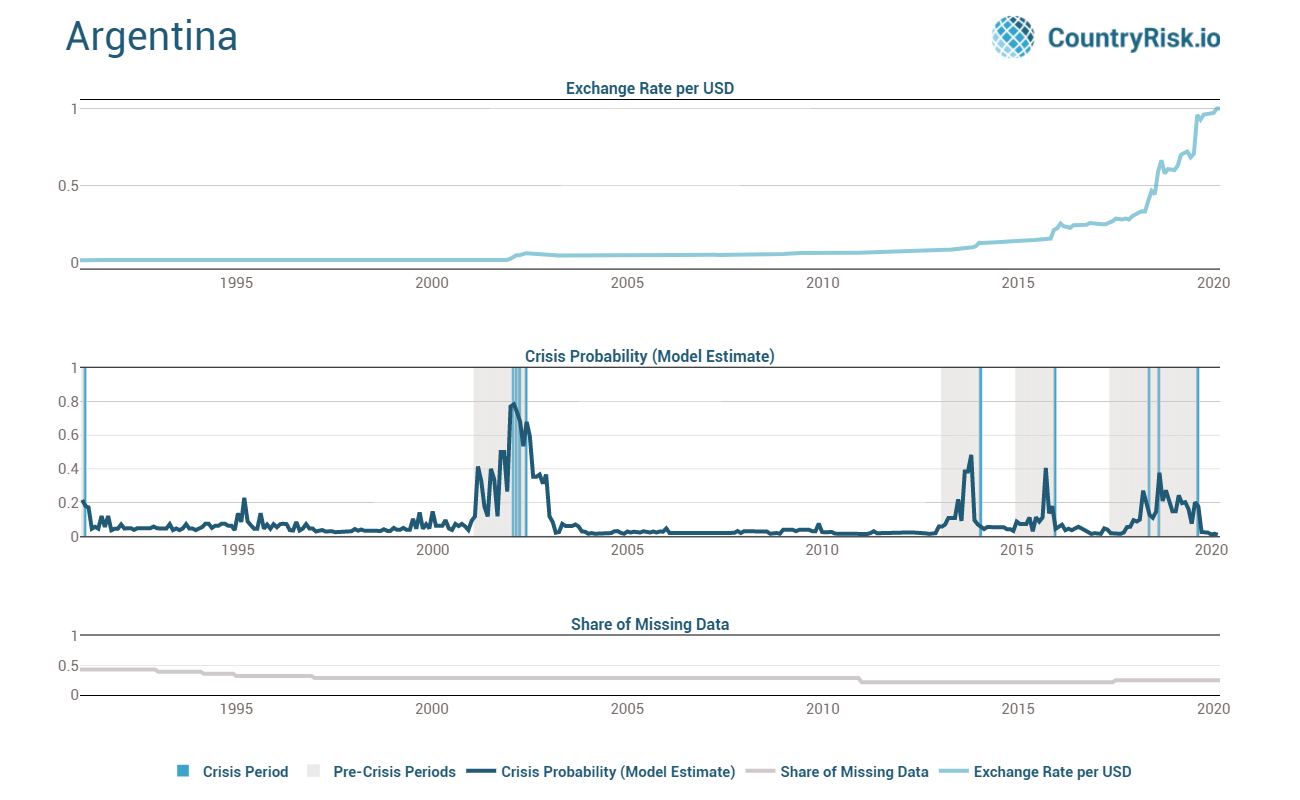 Argentina
CountryRisk.io
Exchange Rate per USD
1
0.5
0
1995 2000 2005 2010 2015 2020
Crisis Probability (Model Estimate)
1
0.8
0.6
0.4
0.2
0
1995 2000 2005 2010 2015 2020
Share of Missing Data
1
0.5
0
1995 2000 2005 2010 2015 2020
Crisis Period Pre-Crisis Periods Crisis Probability (Model Estimate) Share of Missing Data Exchange Rate per USD